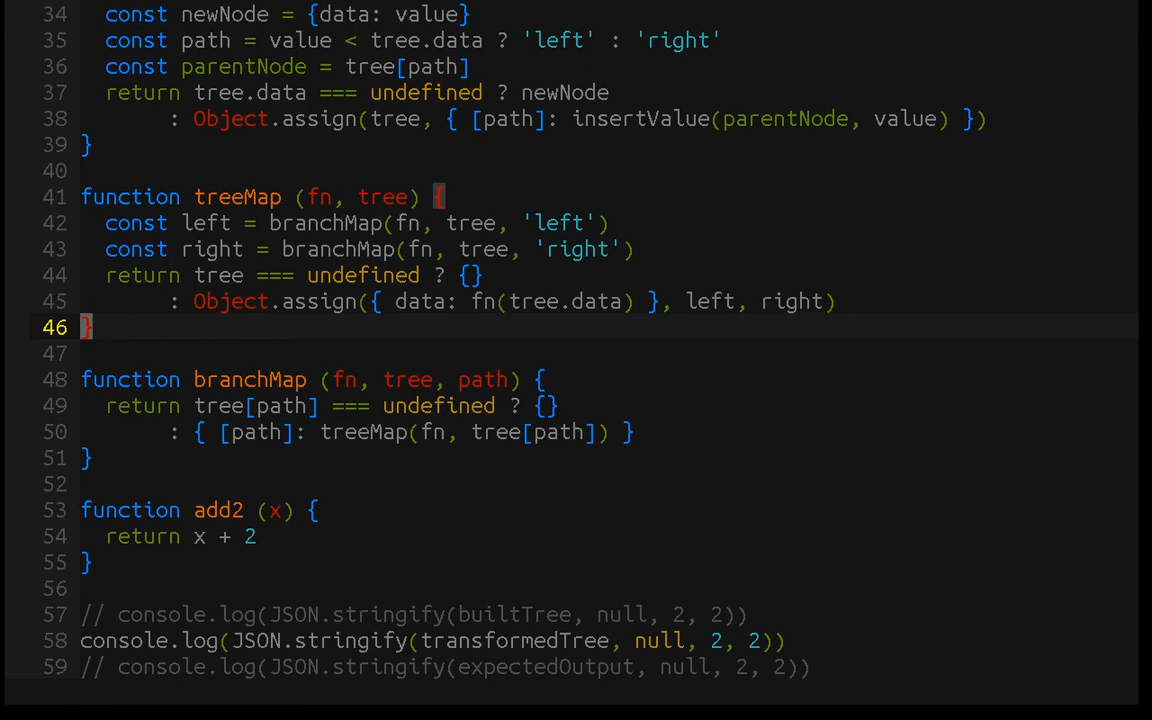 34   const newNode = {data: value}
35   const path = value < tree.data ? 'left' : 'right'
36   const parentNode = tree[path]
37   return tree.data === undefined ? newNode
38        : Object.assign(tree, { [path]: insertValue(parentNode, value) })
39 }
40
41 function treeMap (fn, tree) {
42   const left = branchMap(fn, tree, 'left')
43   const right = branchMap(fn, tree, 'right')
44   return tree === undefined ? {}
45        : Object.assign({ data: fn(tree.data) }, left, right)
46 }
47
48 function branchMap (fn, tree, path) {
49   return tree[path] === undefined ? {}
50        : { [path]: treeMap(fn, tree[path]) }
51 }
52
53 function add2 (x) {
54   return x + 2
55 }
56
57 // console.log(JSON.stringify(builtTree, null, 2, 2))
58 console.log(JSON.stringify(transformedTree, null, 2, 2))
59 // console.log(JSON.stringify(expectedOutput, null, 2, 2))